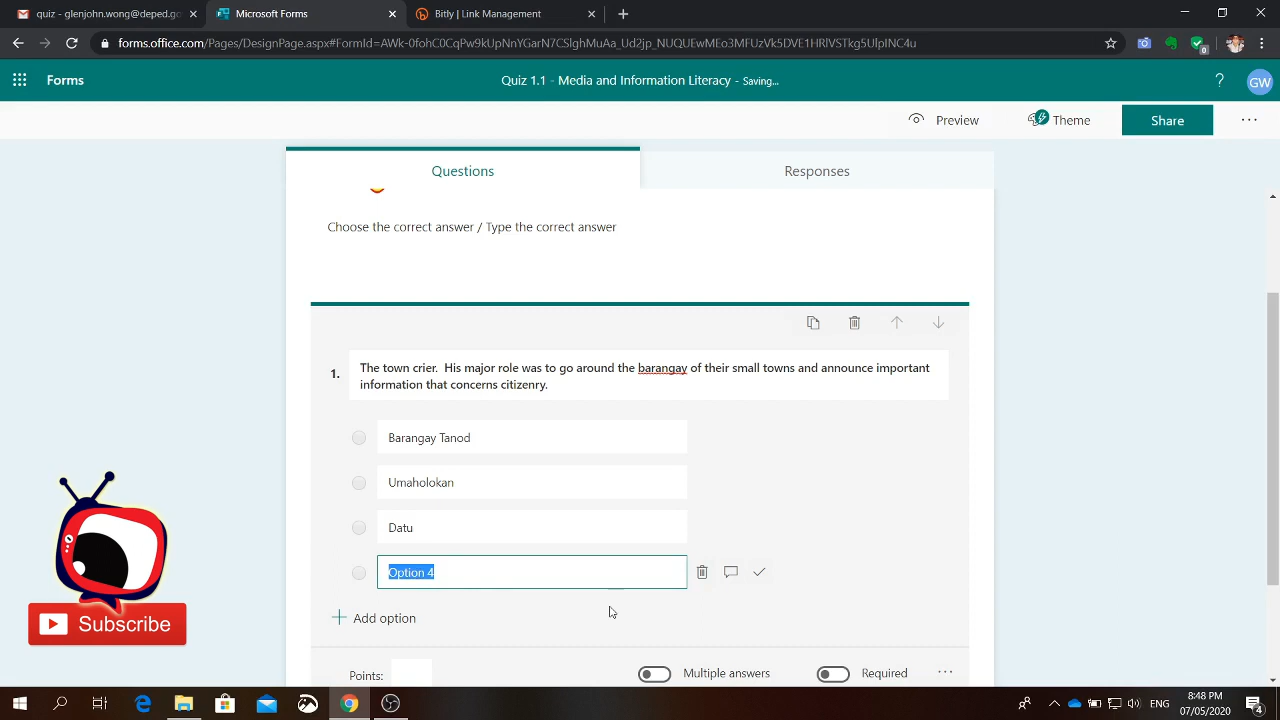 quiz - glenjohn.wong@deped.go
Microsoft Forms
Bitly | Link Management
forms.office.com/Pages/DesignPage.aspx#FormId=AWk-0fohC0CqPw9kUpNnYGarN7CSlghMuAa_Ud2jp_NUQUEwMEo3MFUzVk5DVE1HRlVSTkg5UlpINC4u
0
Forms
Quiz 1.1 - Media and Information Literacy - Saving...
?
GW
Preview
Theme
Share
...
Questions
Responses
Choose the correct answer / Type the correct answer
1.
The town crier. His major role was to go around the barangay of their small towns and announce important
information that concerns citizenry.
Barangay Tanod
Umaholokan
Datu
Option 4
Add option
Subscribe
Points:
Multiple answers
Required
...
8:48 PM
ENG
07/05/2020
4